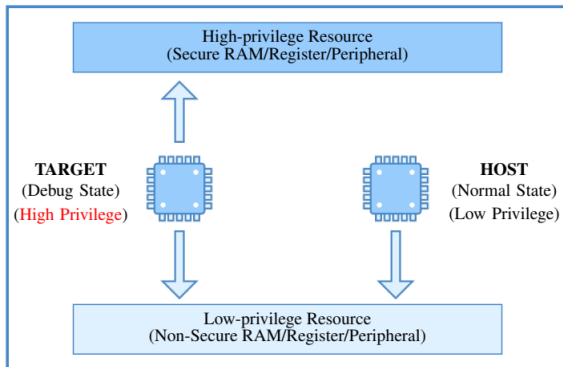 High-privilege Resource
(Secure RAM/Register/Peripheral)
TARGET
(Debug State)
(High Privilege)
HOST
(Normal State)
(Low Privilege)
Low-privilege Resource
(Non-Secure RAM/Register/Peripheral)